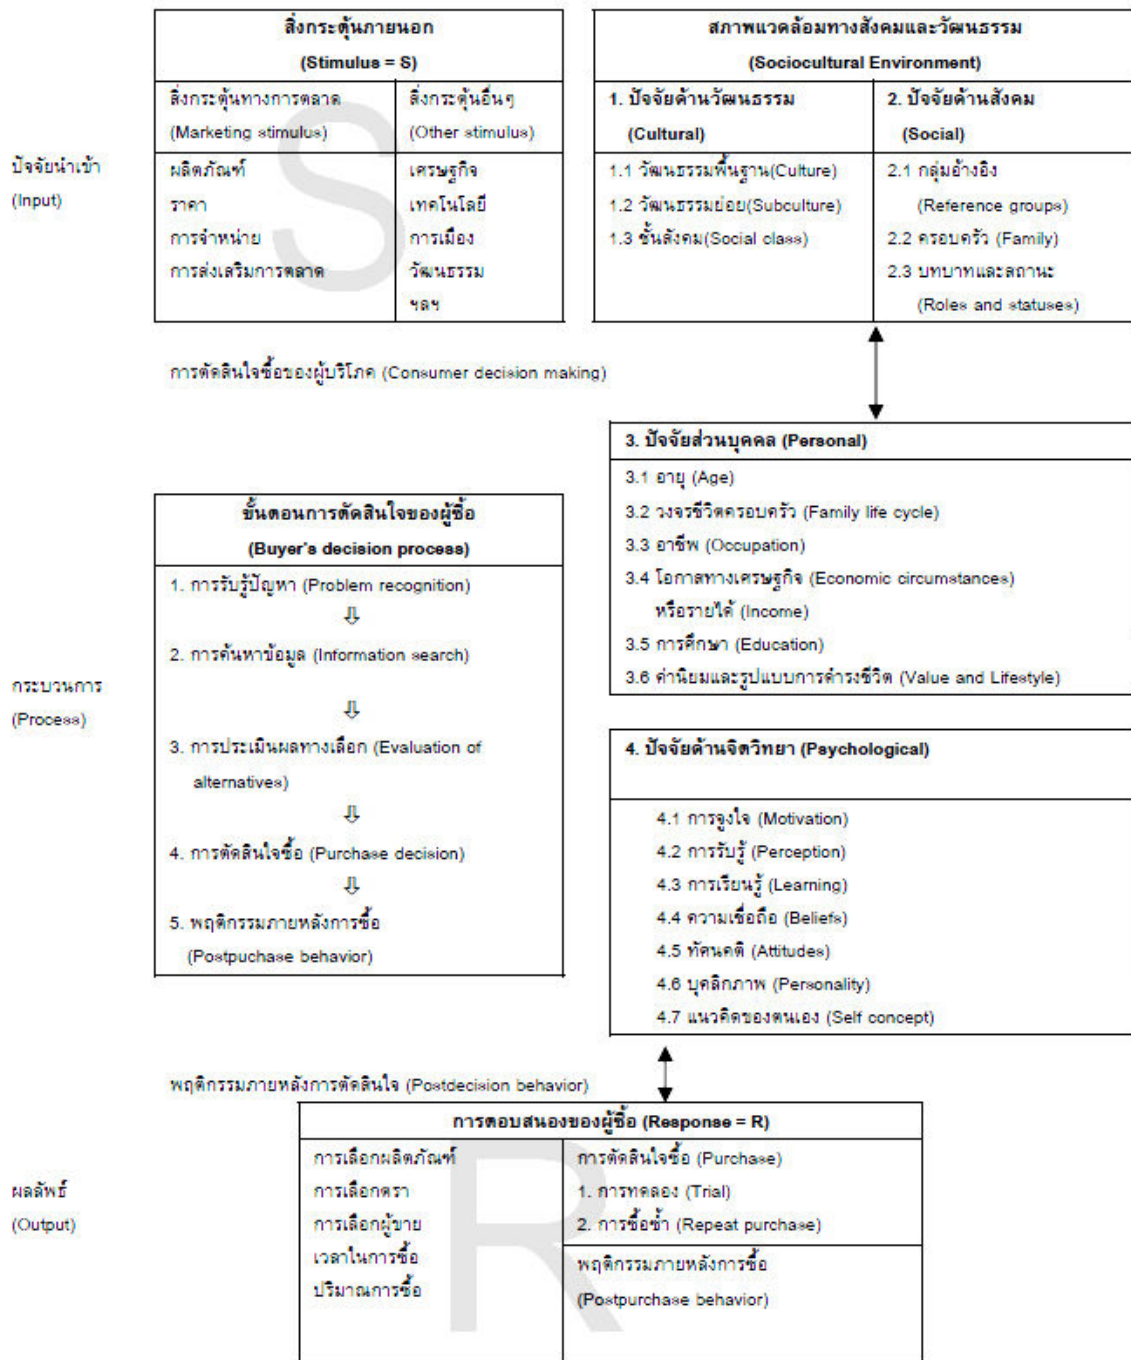 สิ่งกระตุ้นภายนอก
(Stimulus = S)
สิ่งกระตุ้นทางการตลาด
(Marketing stimulus)
สิ่งกระตุ้นอื่นๆ
(Other stimulus)
ผลิตภัณฑ์
ราคา
การจำหน่าย
การส่งเสริมการตลาด
เศรษฐกิจ
เทคโนโลยี
การเมือง
วัฒนธรรม
ฯลฯ
S
สภาพแวดล้อมทางสังคมและวัฒนธรรม
(Sociocultural Environment)
1. ปัจจัยด้านวัฒนธรรม
(Cultural)
2. ปัจจัยด้านสังคม
(Social)
1.1 วัฒนธรรมพื้นฐาน(Culture)
1.2 วัฒนธรรมย่อย(Subculture)
1.3 ชั้นสังคม(Social class)
2.1 กลุ่มอ้างอิง
(Reference groups)
2.2 ครอบครัว (Family)
2.3 บทบาทและสถานะ
(Roles and statuses)
ปัจจัยนำเข้า
(Input)
การตัดสินใจซื้อของผู้บริโภค (Consumer decision making)
3. ปัจจัยส่วนบุคคล (Personal)
3.1 อายุ (Age)
3.2 วงจรชีวิตครอบครัว (Family life cycle)
3.3 อาชีพ (Occupation)
3.4 โอกาสทางเศรษฐกิจ (Economic circumstances)
หรือรายได้ (Income)
3.5 การศึกษา (Education)
3.6 ค่านิยมและรูปแบบการดำรงชีวิต (Value and Lifestyle)
ขั้นตอนการตัดสินใจของผู้ซื้อ
(Buyer's decision process)
1. การรับรู้ปัญหา (Problem recognition)
2. การค้นหาข้อมูล (Information search)
3. การประเมินผลทางเลือก (Evaluation of
alternatives)
4. การตัดสินใจซื้อ (Purchase decision)
5. พฤติกรรมภายหลังการซื้อ
(Postpuchase behavior)
กระบวนการ
(Process)
4. ปัจจัยด้านจิตวิทยา (Psychological)
4.1 การจูงใจ (Motivation)
4.2 การรับรู้ (Perception)
4.3 การเรียนรู้ (Learning)
4.4 ความเชื่อถือ (Beliefs)
4.5 ทัศนคติ (Attitudes)
4.6 บุคลิกภาพ (Personality)
4.7 แนวคิดของตนเอง (Self concept)
พฤติกรรมภายหลังการตัดสินใจ (Postdecision behavior)
การตอบสนองของผู้ซื้อ (Response = R)
การเลือกผลิตภัณฑ์
การเลือกตรา
การเลือกผู้ขาย
เวลาในการซื้อ
ปริมาณการซื้อ
การตัดสินใจซื้อ (Purchase)
1. การทดลอง (Trial)
2. การซื้อซ้ำ (Repeat purchase)
พฤติกรรมภายหลังการซื้อ
(Postpurchase behavior)
R
ผลลัพธ์
(Output)